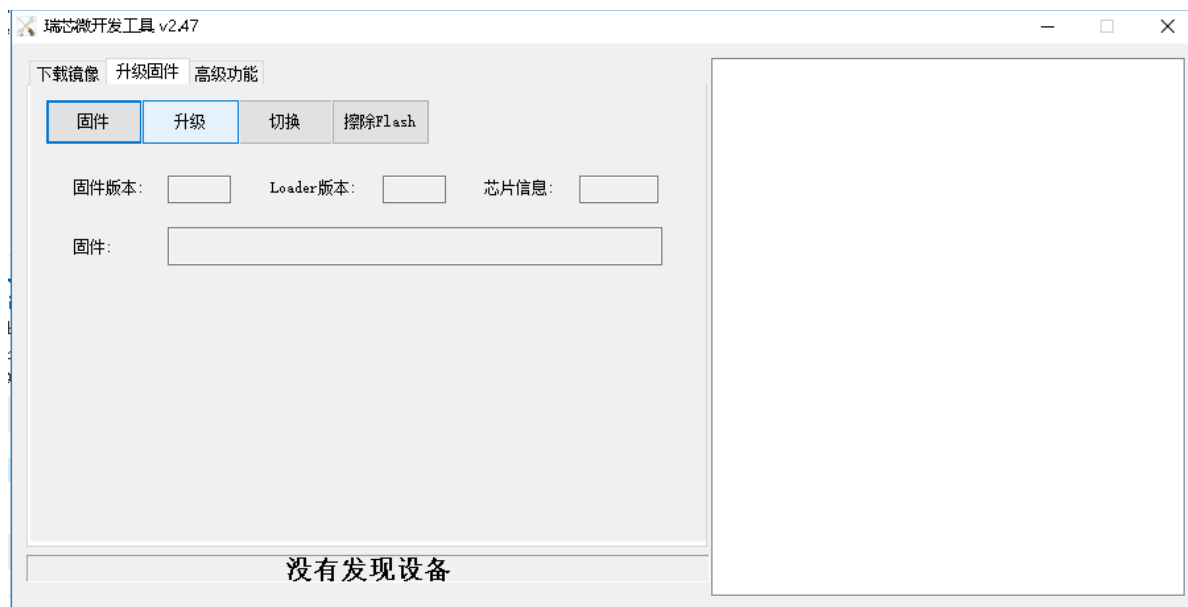 瑞芯微开发工具 v2.47
下载镜像 升级固件 高级功能
固件 升级 切换 擦除Flash
固件版本: Loader版本: 芯片信息:
固件:
没有发现设备